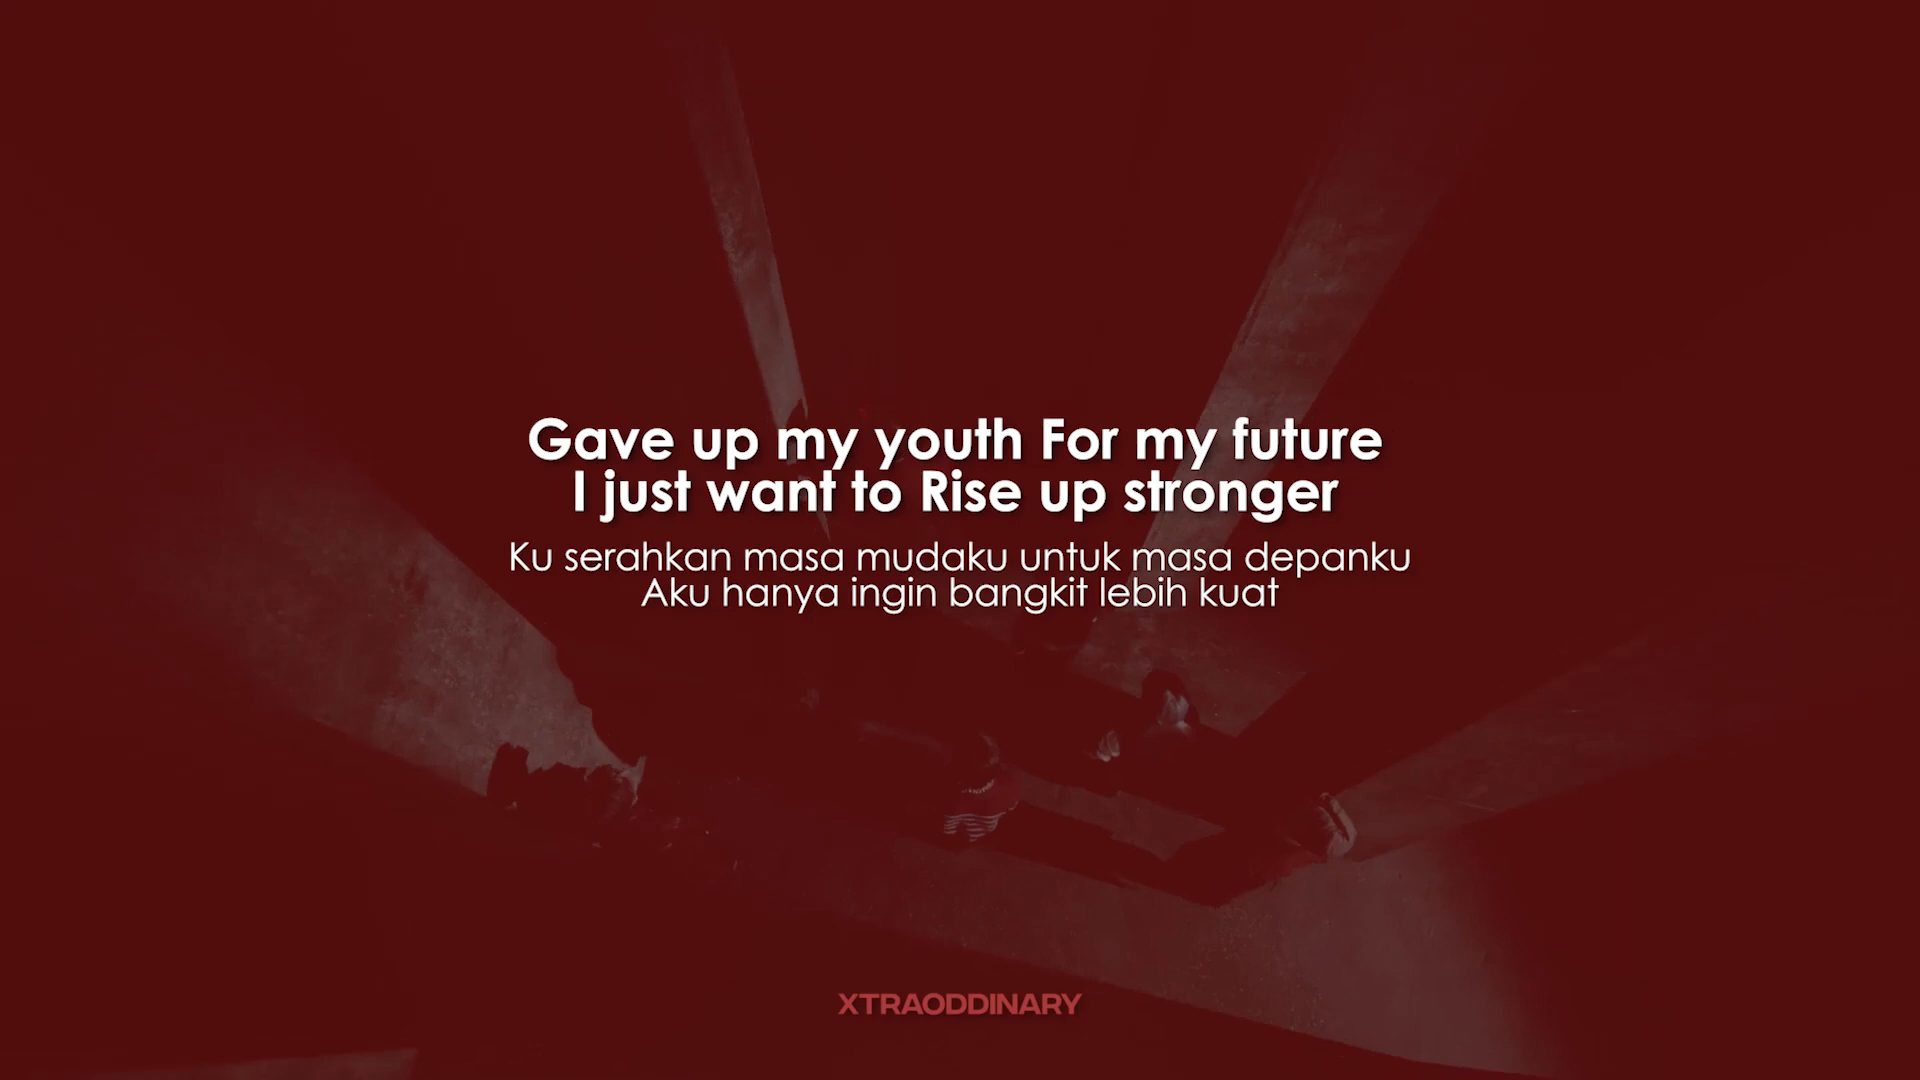 Gave up my youth For my future
I just want to Rise up stronger
Ku serahkan masa mudaku untuk masa depanku
Aku hanya ingin bangkit lebih kuat
XTRAODDINARY